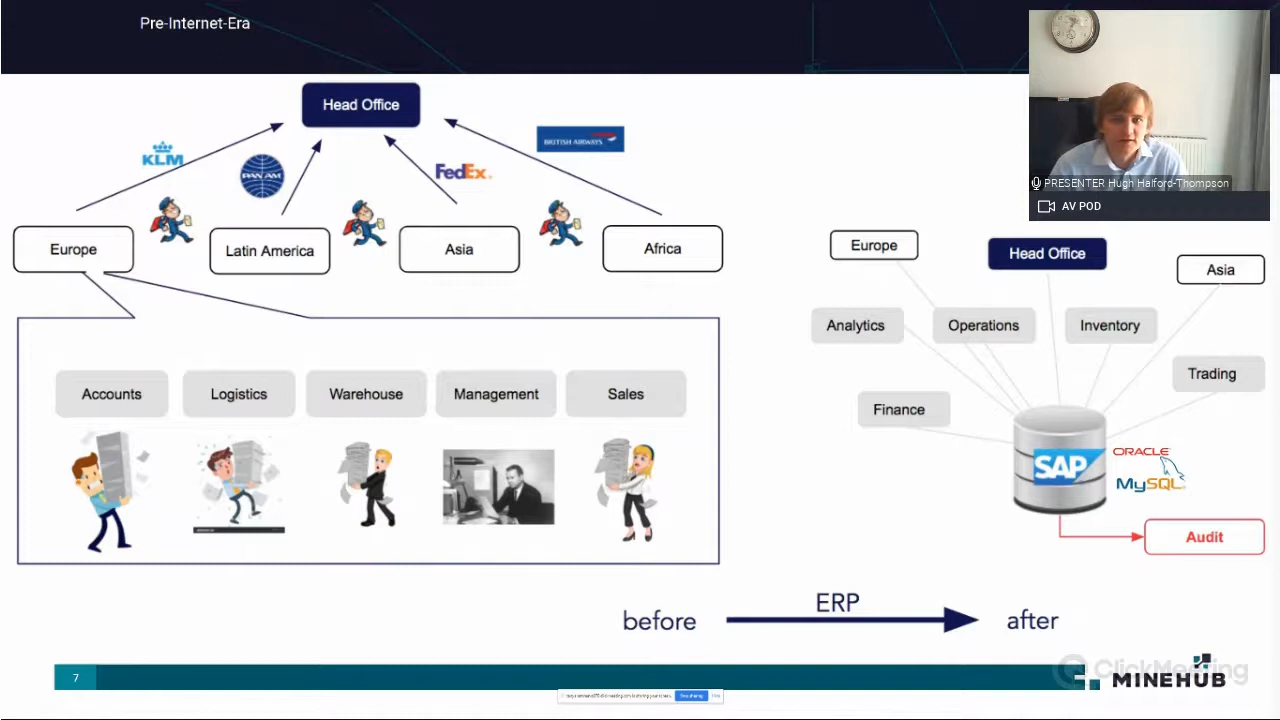 Pre-Internet-Era
Head Office
KLM
PAN AM
FedEx
BRITISH AIRWAYS
Europe
Latin America
Asia
Africa
Accounts
Logistics
Warehouse
Management
Sales
PRESENTER Hugh Halford-Thompson
AV POD
Europe
Head Office
Asia
Analytics
Operations
Inventory
Trading
Finance
SAP
ORACLE
MySQL
Audit
before
ERP
after
7
ClickMeeting
MINEHUB